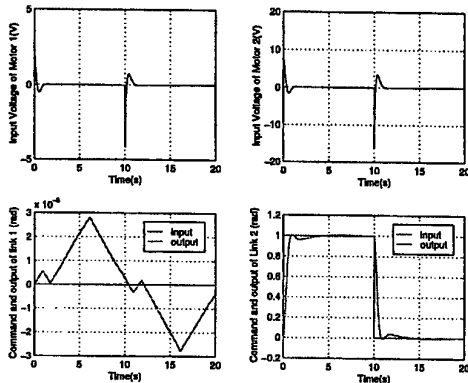 Input Voltage of Motor 1(V)
5
0
-5
0 5 10 15 20
Time(s)
Input Voltage of Motor 2(V)
20
15
10
5
0
-5
-10
-15
-20
0 5 10 15 20
Time(s)
Command and output of link 1 (rad)
3
2
1
0
-1
-2
-3
input
output
0 5 10 15 20
Time(s)
Command and output of Link 2 (rad)
1.2
1
0.8
0.6
0.4
0.2
0
-0.2
input
output
0 5 10 15 20
Time(s)